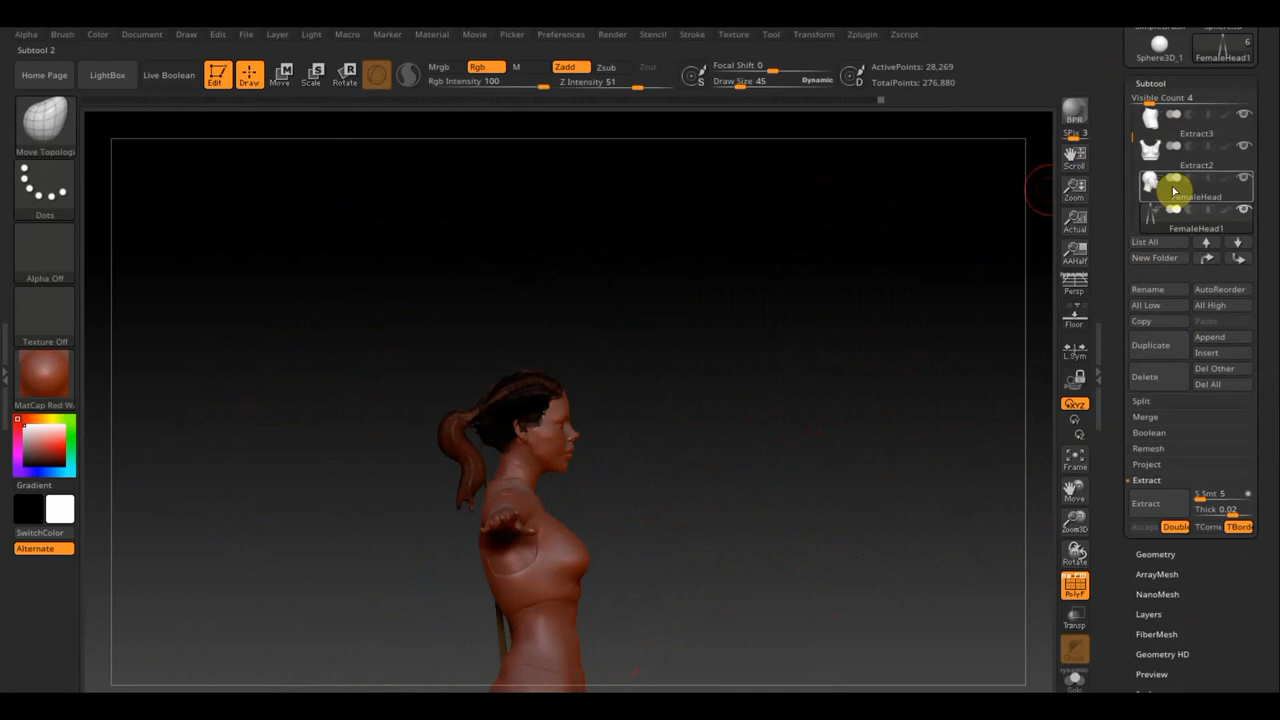 Alpha Brush Color Document Draw Edit File Layer Light Macro Marker Material Movie Picker Preferences Render Stencil Stroke Texture Tool Transform Zplugin Zscript
Subtool 2
Home Page
LightBox
Live Boolean
Edit
Draw
Move
Scale
Rotate
Mrgb
Rgb
M
Rgb Intensity 100
Zadd
Zsub
Zcut
Z Intensity 51
S
Focal Shift 0
Draw Size 45
Dynamic
D
ActivePoints: 28,269
TotalPoints: 276,880
Move Topologi
Dots
Alpha Off
Texture Off
MatCap Red Wa
Gradient
SwitchColor
Alternate
BPR
SPix 3
Scroll
Zoom
Actual
AAHalf
dynamic
Persp
Floor
L.Sym
XYZ
Y
Z
Frame
Move
Zoom3D
Rotate
PolyF
Transp
Ghost
dynamic
Solo
6
Sphere3D_1
FemaleHead1
Subtool
Visible Count 4
Extract3
Extract2
FemaleHead
FemaleHead1
List All
New Folder
Rename
AutoReorder
All Low
All High
Copy
Paste
Duplicate
Append
Insert
Delete
Del Other
Del All
Split
Merge
Boolean
Remesh
Project
Extract
Extract
S Smt 5
Thick 0.02
Accept
Double
TCorne
TBorde
Geometry
ArrayMesh
NanoMesh
Layers
FiberMesh
Geometry HD
Preview